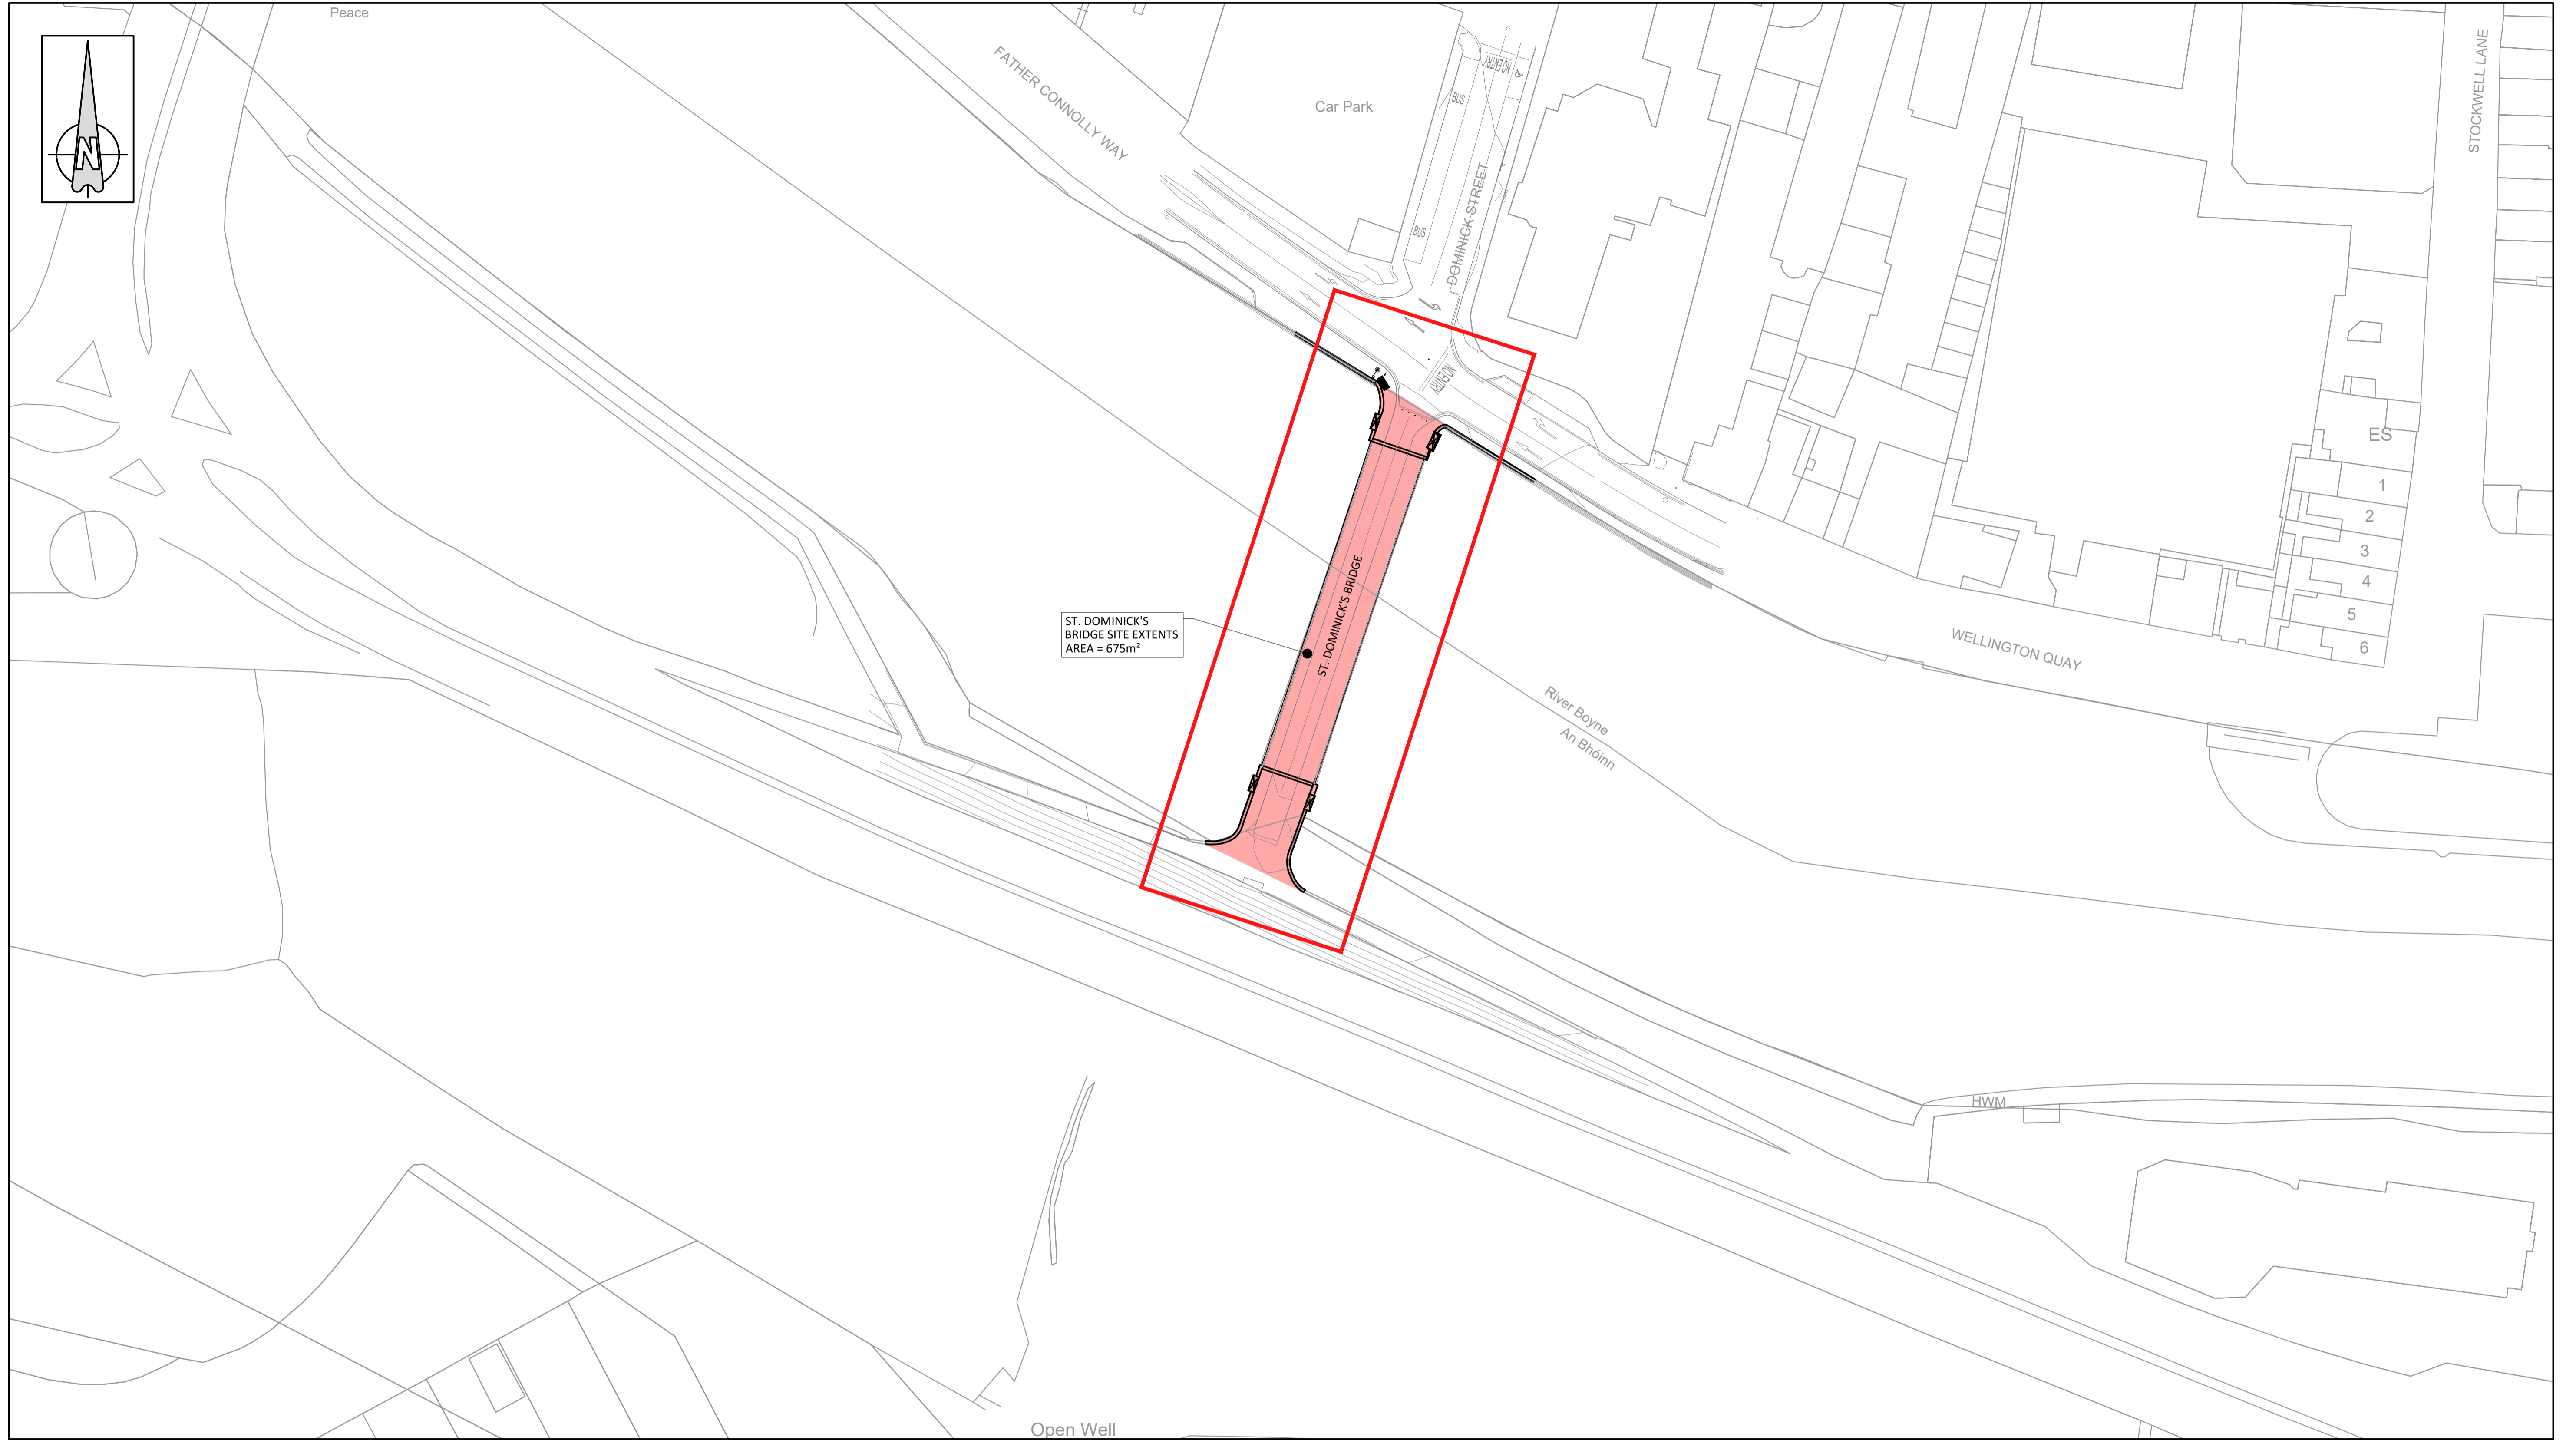 Peace
N
FATHER CONNOLLY WAY
Car Park
NO ENTRY
BUS
BUS
DOMINICK STREET
STOCKWELL LANE
NO ENTRY
ES
1
2
3
4
5
6
ST. DOMINICK'S
BRIDGE SITE EXTENTS
AREA = 675m²
ST. DOMINICK'S BRIDGE
WELLINGTON QUAY
River Boyne
An Bhóinn
HWM
Open Well